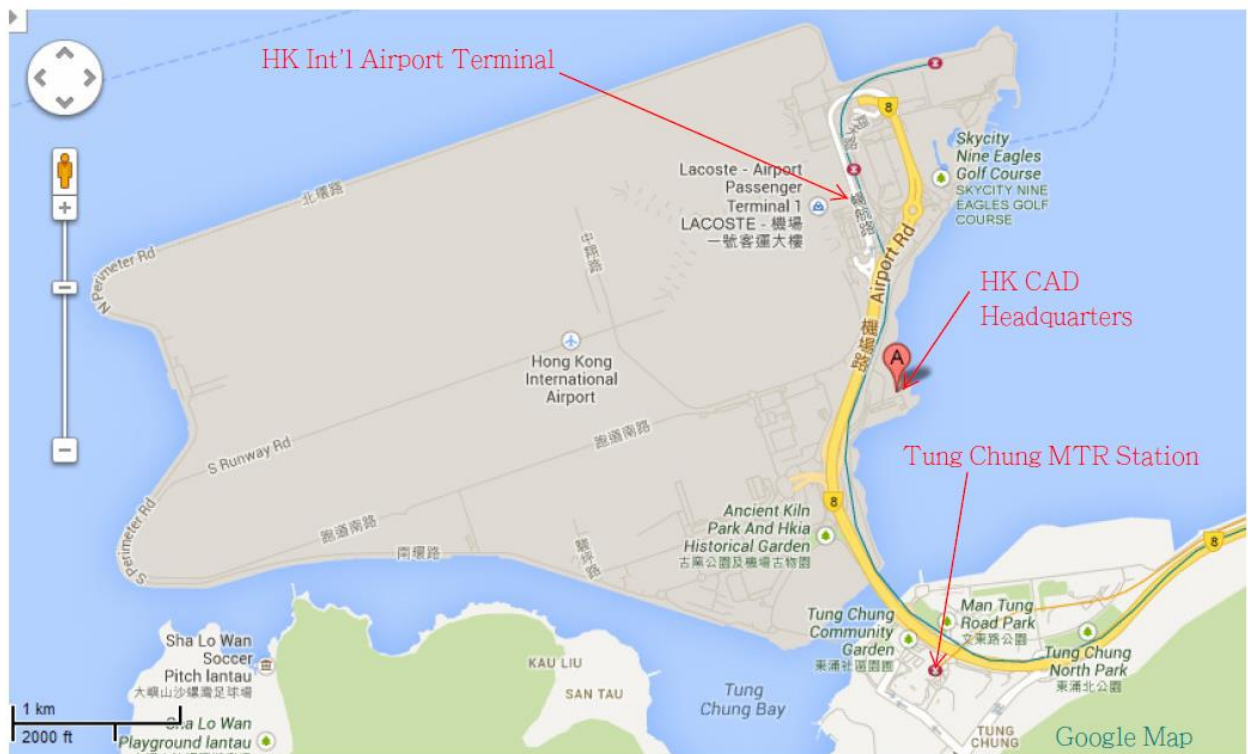 HK Int'l Airport Terminal
8
Skycity
Nine Eagles
Golf Course
SKYCITY NINE
EAGLES GOLF
COURSE
Lacoste - Airport
Passenger
Terminal 1
LACOSTE - 機場
一號客運大樓
北環路
N Perimeter Rd
Airport Rd
機場路
HK CAD
Headquarters
A
Hong Kong
International
Airport
S Runway Rd
跑道南路
Tung Chung MTR Station
8
Ancient Kiln
Park And Hkia
Historical Garden
古窯公園及機場古物園
跑道南路
南環路
S Perimeter Rd
8
Tung Chung
Community
Garden
東涌社區園圃
Man Tung
Road Park
文東路公園
Tung Chung
North Park
東涌北公園
Sha Lo Wan
Soccer
Pitch lantau
大嶼山沙螺灣足球場
KAU LIU
SAN TAU
Tung
Chung Bay
1 km
2000 ft
Sha Lo Wan
Playground lantau
TUNG
CHUNG
Google Map